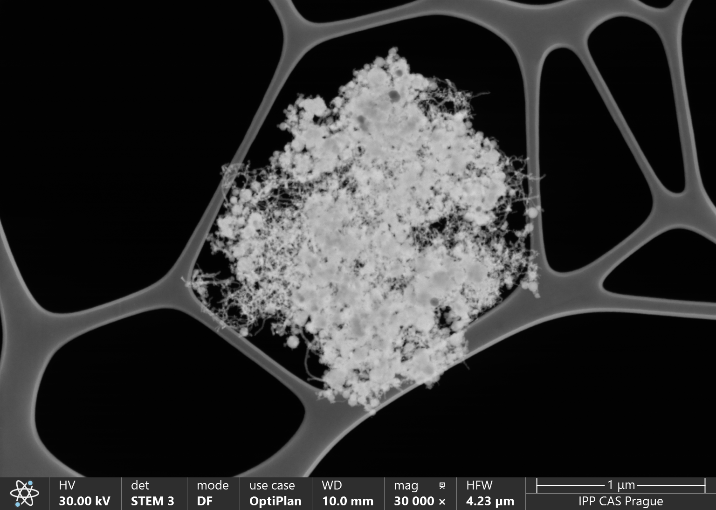 HV det mode use case WD mag HFW 1 µm
30.00 kV STEM 3 DF OptiPlan 10.0 mm 30 000 × 4.23 µm IPP CAS Prague